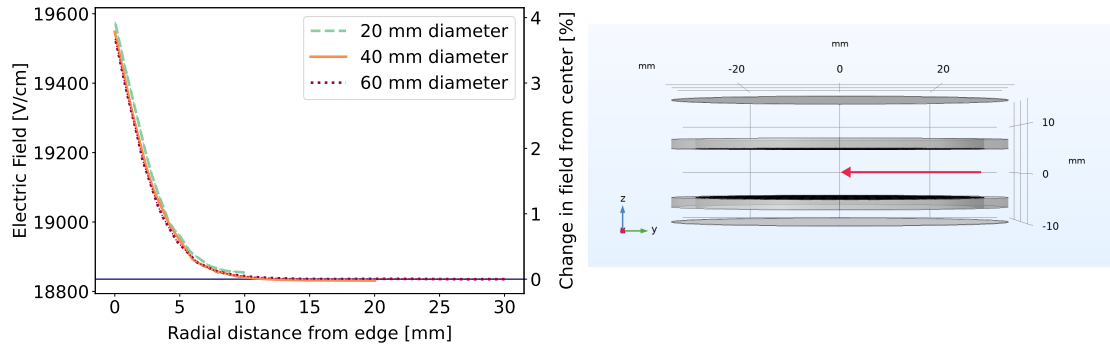 Electric Field [V/cm]
19600
19400
19200
19000
18800
20 mm diameter
40 mm diameter
60 mm diameter
4
3
2
1
0
Change in field from center [%]
0 5 10 15 20 25 30
Radial distance from edge [mm]
mm
mm
-20 0 20
10
mm
0
-10
z
y